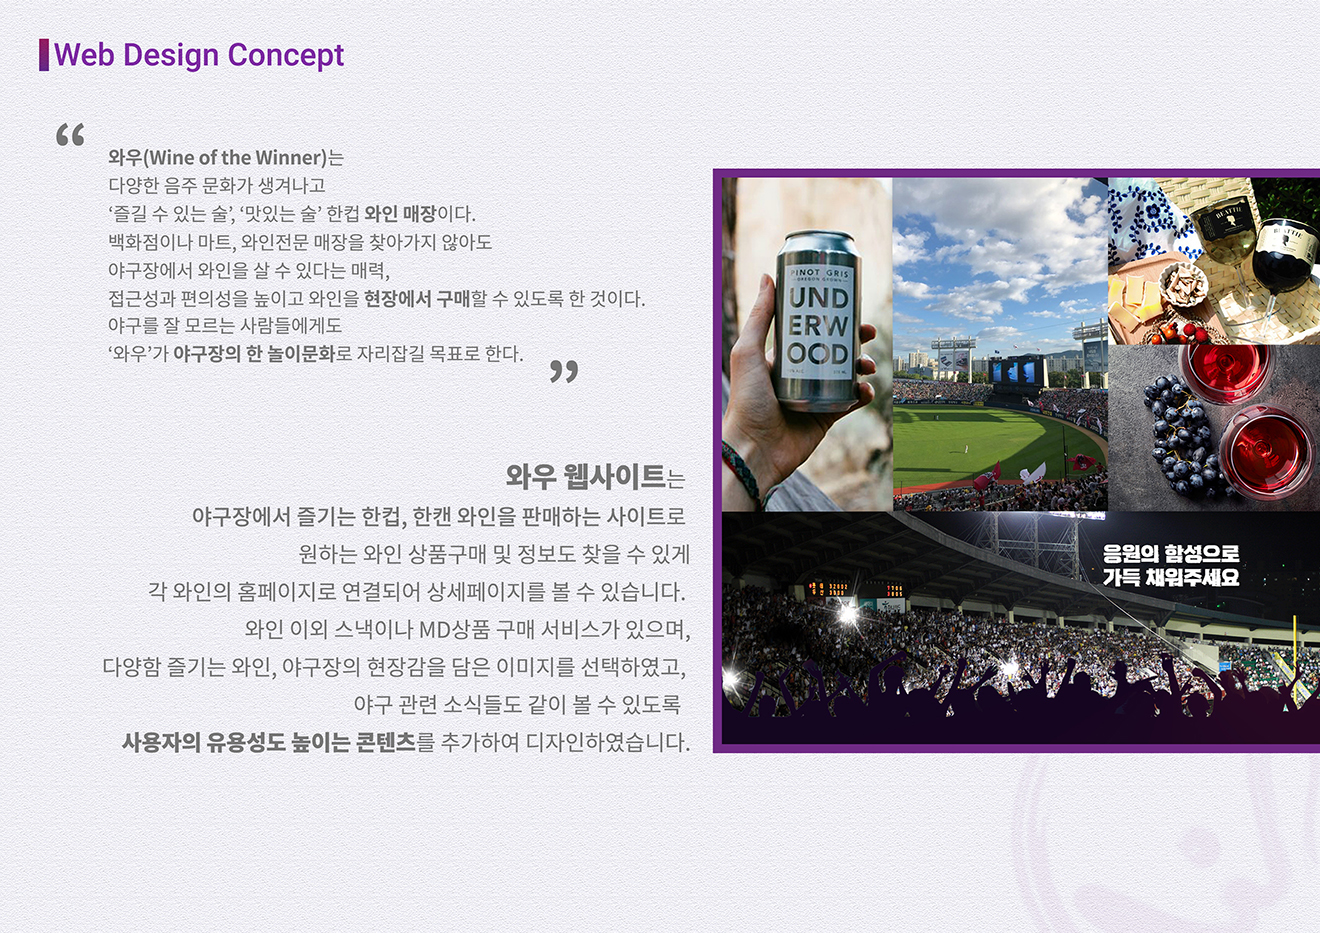 Web Design Concept
“
와우(Wine of the Winner)는
다양한 음주 문화가 생겨나고
‘즐길 수 있는 술’, ‘맛있는 술’ 한컵 와인 매장이다.
백화점이나 마트, 와인전문 매장을 찾아가지 않아도
야구장에서 와인을 살 수 있다는 매력,
접근성과 편의성을 높이고 와인을 현장에서 구매할 수 있도록 한 것이다.
야구를 잘 모르는 사람들에게도
‘와우’가 야구장의 한 놀이문화로 자리잡길 목표로 한다.
”
와우 웹사이트는
야구장에서 즐기는 한컵, 한캔 와인을 판매하는 사이트로
원하는 와인 상품구매 및 정보도 찾을 수 있게
각 와인의 홈페이지로 연결되어 상세페이지를 볼 수 있습니다.
와인 이외 스낵이나 MD상품 구매 서비스가 있으며,
다양함 즐기는 와인, 야구장의 현장감을 담은 이미지를 선택하였고,
야구 관련 소식들도 같이 볼 수 있도록
사용자의 유용성도 높이는 콘텐츠를 추가하여 디자인하였습니다.
PINOT GRIS
OREGON GROWN
UND
ERW
OOD
BEATTIE
BEATTIE
응원의 함성으로
가득 채워주세요